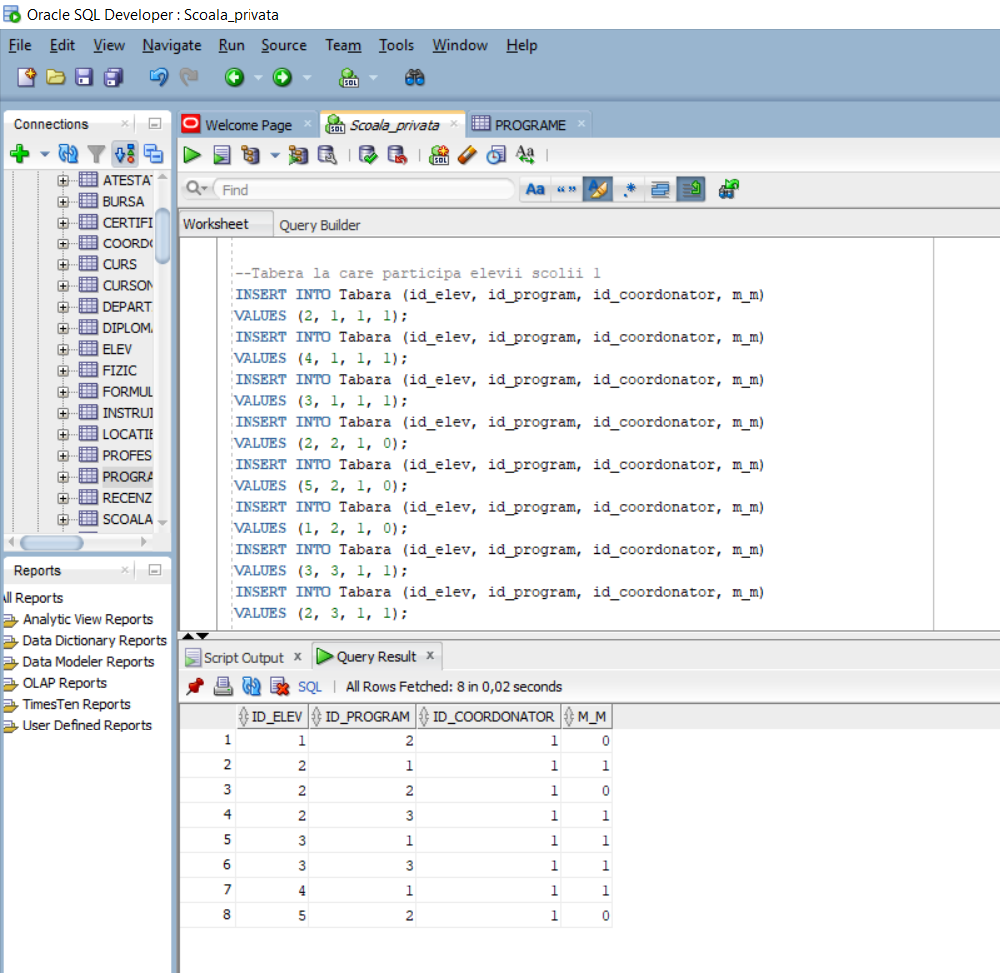 Oracle SQL Developer : Scoala_privata
File Edit View Navigate Run Source Team Tools Window Help
SQL
Connections
ATESTAT
BURSA
CERTIFI
COORDO
CURS
CURSON
DEPART
DIPLOMA
ELEV
FIZIC
FORMUL
INSTRUI
LOCATIE
PROFES
PROGRA
RECENZ
SCOALA
Reports
All Reports
Analytic View Reports
Data Dictionary Reports
Data Modeler Reports
OLAP Reports
TimesTen Reports
User Defined Reports
Welcome Page Scoala_privata PROGRAME
SQL Aa
Find Aa “ ” .*
Worksheet Query Builder
--Tabera la care participa elevii scolii 1
INSERT INTO Tabara (id_elev, id_program, id_coordonator, m_m)
VALUES (2, 1, 1, 1);
INSERT INTO Tabara (id_elev, id_program, id_coordonator, m_m)
VALUES (4, 1, 1, 1);
INSERT INTO Tabara (id_elev, id_program, id_coordonator, m_m)
VALUES (3, 1, 1, 1);
INSERT INTO Tabara (id_elev, id_program, id_coordonator, m_m)
VALUES (2, 2, 1, 0);
INSERT INTO Tabara (id_elev, id_program, id_coordonator, m_m)
VALUES (5, 2, 1, 0);
INSERT INTO Tabara (id_elev, id_program, id_coordonator, m_m)
VALUES (1, 2, 1, 0);
INSERT INTO Tabara (id_elev, id_program, id_coordonator, m_m)
VALUES (3, 3, 1, 1);
INSERT INTO Tabara (id_elev, id_program, id_coordonator, m_m)
VALUES (2, 3, 1, 1);
Script Output x Query Result x
SQL | All Rows Fetched: 8 in 0,02 seconds
ID_ELEV ID_PROGRAM ID_COORDONATOR M_M
1 1 2 1 0
2 2 1 1 1
3 2 2 1 0
4 2 3 1 1
5 3 1 1 1
6 3 3 1 1
7 4 1 1 1
8 5 2 1 0